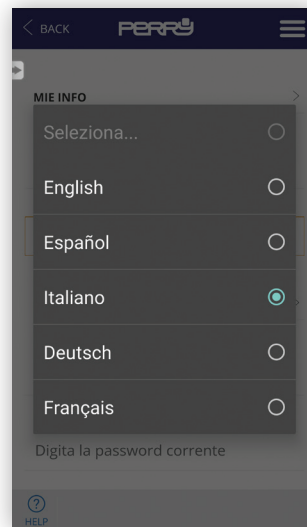 BACK
PERRY
MIE INFO
Seleziona...
English
Español
Italiano
Deutsch
Français
Digita la password corrente
?
HELP